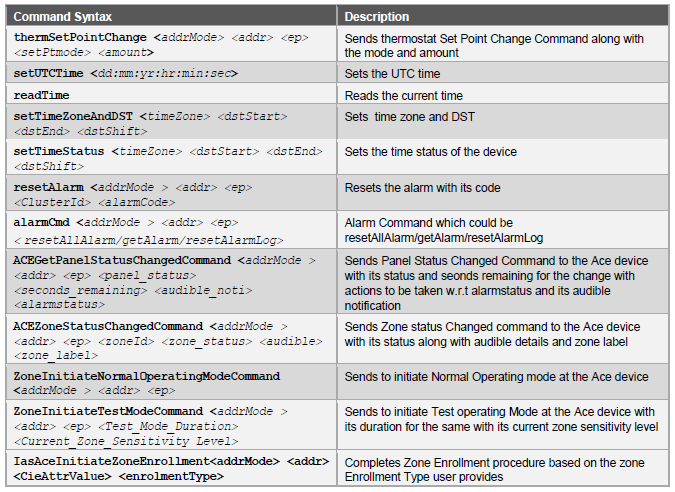 Command Syntax
Description
thermSetPointChange <addrMode> <addr> <ep>
<setPtmode> <amount>
Sends thermostat Set Point Change Command along with
the mode and amount
setUTCTime <dd:mm:yr:hr:min:sec>
Sets the UTC time
readTime
Reads the current time
setTimeZoneAndDST <timeZone> <dstStart>
<dstEnd> <dstShift>
Sets time zone and DST
setTimeStatus <timeZone> <dstStart> <dstEnd>
<dstShift>
Sets the time status of the device
resetAlarm <addrMode > <addr> <ep>
<ClusterId> <alarmCode>
Resets the alarm with its code
alarmCmd <addrMode > <addr> <ep>
< resetAllAlarm/getAlarm/resetAlarmLog>
Alarm Command which could be
resetAllAlarm/getAlarm/resetAlarmLog
ACEGetPanelStatusChangedCommand <addrMode >
<addr> <ep> <panel_status>
<seconds_remaining> <audible_noti>
<alarmstatus>
Sends Panel Status Changed Command to the Ace device
with its status and seonds remaining for the change with
actions to be taken w.r.t alarmstatus and its audible
notification
ACEZoneStatusChangedCommand <addrMode >
<addr> <ep> <zoneId> <zone_status> <audible>
<zone_label>
Sends Zone status Changed command to the Ace device
with its status along with audible details and zone label
ZoneInitiateNormalOperatingModeCommand
<addrMode > <addr> <ep>
Sends to initiate Normal Operating mode at the Ace device
ZoneInitiateTestModeCommand <addrMode >
<addr> <ep> <Test_Mode_Duration>
<Current_Zone_Sensitivity Level>
Sends to initiate Test operating Mode at the Ace device with
its duration for the same with its current zone sensitivity level
IasAceInitiateZoneEnrollment<addrMode> <addr>
<CieAttrValue> <enrolmentType>
Completes Zone Enrollment procedure based on the zone
Enrollment Type user provides